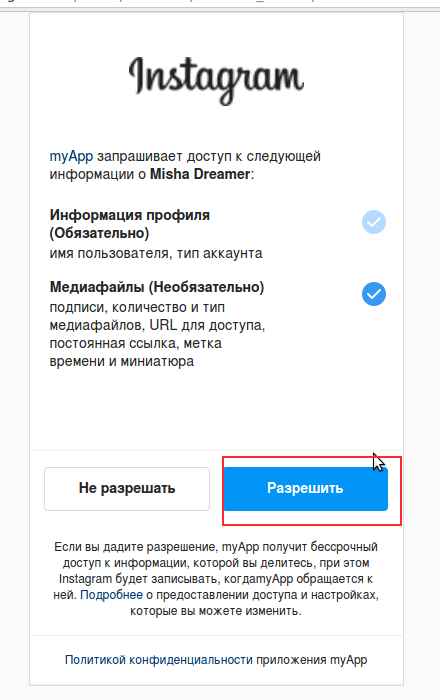 Instagram
myApp запрашивает доступ к следующей
информации о Misha Dreamer:
Информация профиля
(Обязательно)
имя пользователя, тип аккаунта
Медиафайлы (Необязательно)
подписи, количество и тип
медиафайлов, URL для доступа,
постоянная ссылка, метка
времени и миниатюра
Не разрешать
Разрешить
Если вы дадите разрешение, myApp получит бессрочный
доступ к информации, которой вы делитесь, при этом
Instagram будет записывать, когдаmyApp обращается к
ней. Подробнее о предоставлении доступа и настройках,
которые вы можете изменить.
Политикой конфиденциальности приложения myApp